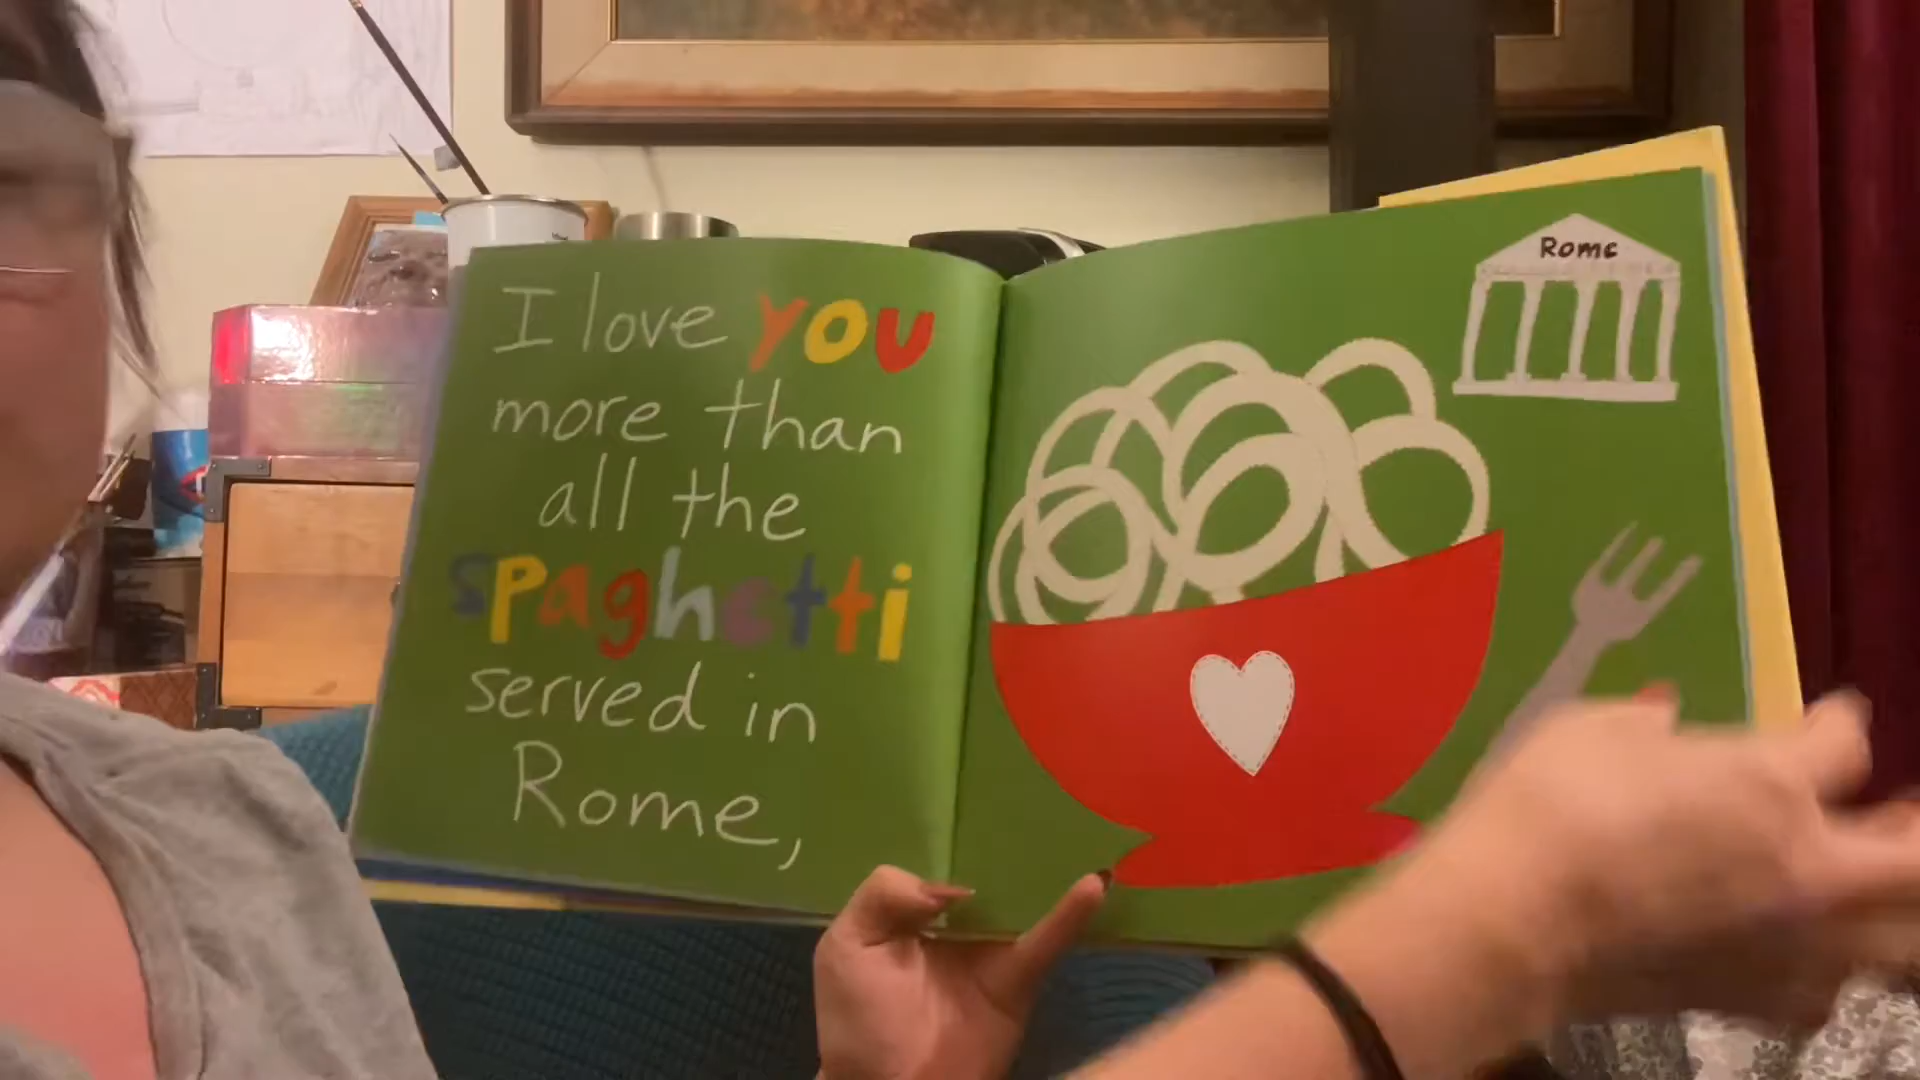 I love you
more than
all the
spaghetti
served in
Rome,
Rome